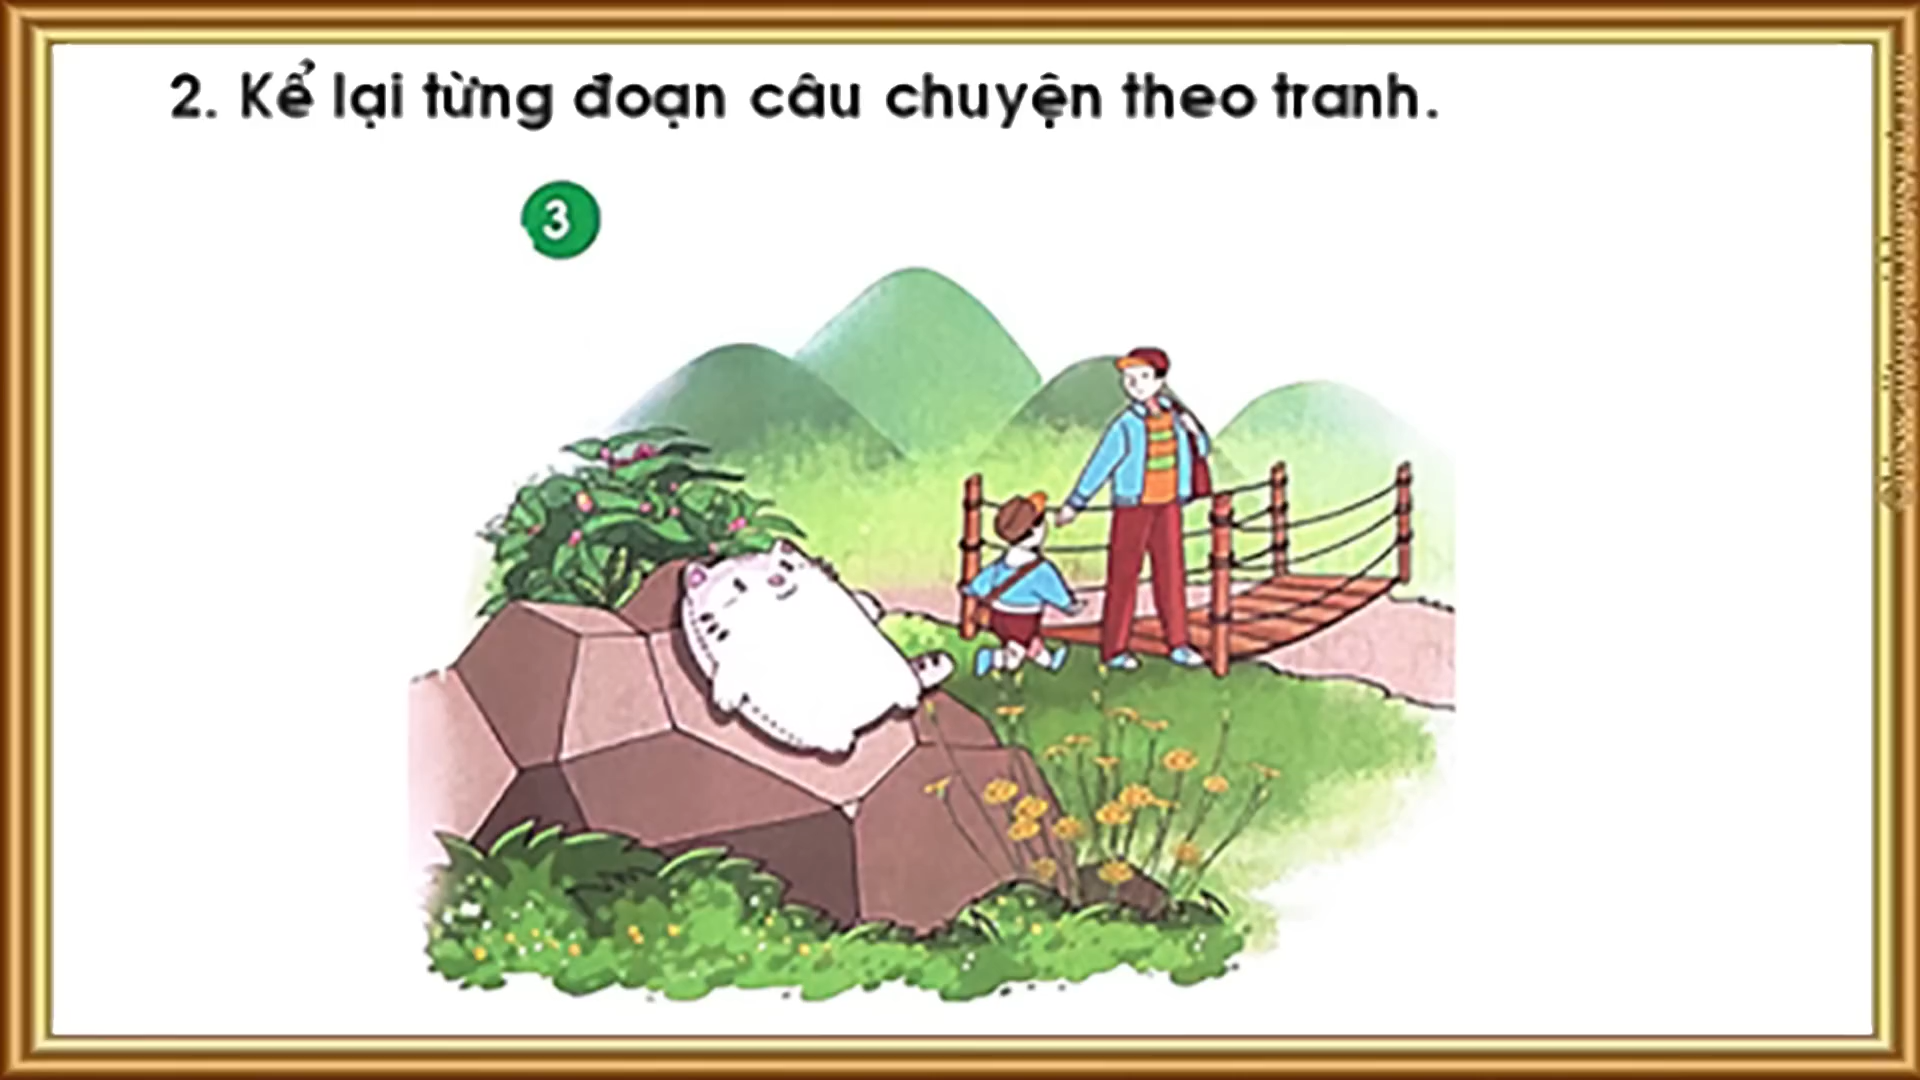 2. Kể lại từng đoạn câu chuyện theo tranh.
3